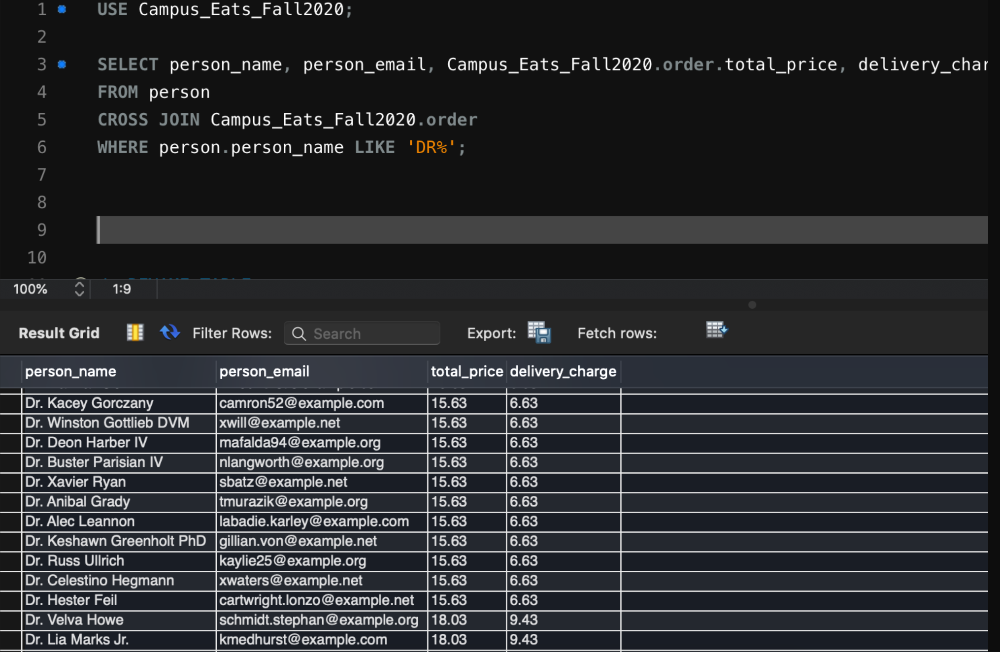 1 USE Campus_Eats_Fall2020;
2
3 SELECT person_name, person_email, Campus_Eats_Fall2020.order.total_price, delivery_char
4 FROM person
5 CROSS JOIN Campus_Eats_Fall2020.order
6 WHERE person.person_name LIKE 'DR%';
7
8
9
10
100% 1:9
Result Grid Filter Rows: Search Export: Fetch rows:
person_name person_email total_price delivery_charge
Dr. Kacey Gorczany camron52@example.com 15.63 6.63
Dr. Winston Gottlieb DVM xwill@example.net 15.63 6.63
Dr. Deon Harber IV mafalda94@example.org 15.63 6.63
Dr. Buster Parisian IV nlangworth@example.org 15.63 6.63
Dr. Xavier Ryan sbatz@example.net 15.63 6.63
Dr. Anibal Grady tmurazik@example.org 15.63 6.63
Dr. Alec Leannon labadie.karley@example.com 15.63 6.63
Dr. Keshawn Greenholt PhD gillian.von@example.net 15.63 6.63
Dr. Russ Ullrich kaylie25@example.org 15.63 6.63
Dr. Celestino Hegmann xwaters@example.net 15.63 6.63
Dr. Hester Feil cartwright.lonzo@example.net 15.63 6.63
Dr. Velva Howe schmidt.stephan@example.org 18.03 9.43
Dr. Lia Marks Jr. kmedhurst@example.com 18.03 9.43